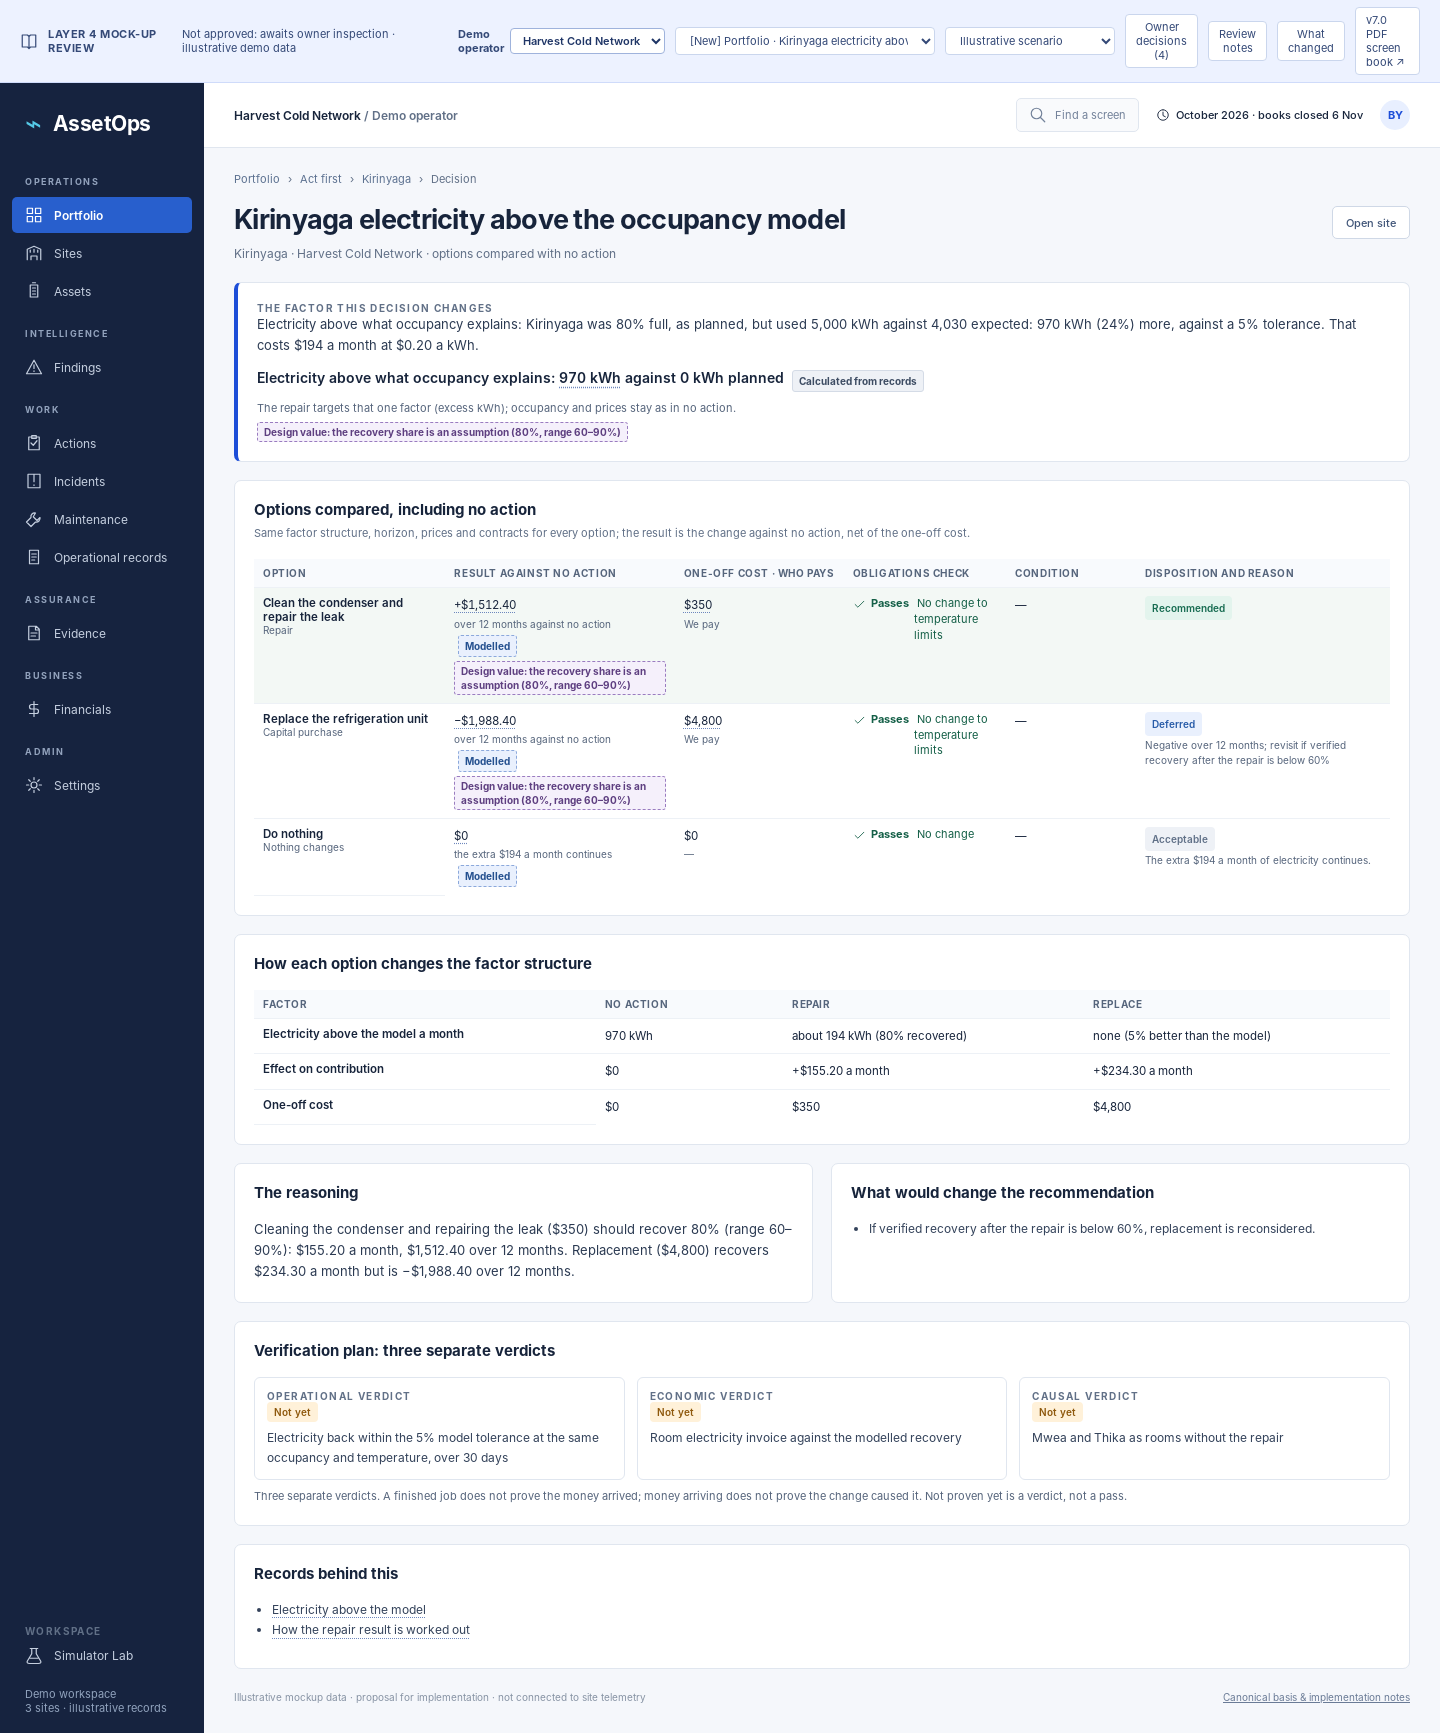 LAYER 4 MOCK-UP REVIEW
Not approved: awaits owner inspection · illustrative demo data
Demo operator
Harvest Cold Network
[New] Portfolio · Kirinyaga electricity abov
Illustrative scenario
Owner decisions (4)
Review notes
What changed
v7.0 PDF screen book ↗
AssetOps
OPERATIONS
Portfolio
Sites
Assets
INTELLIGENCE
Findings
WORK
Actions
Incidents
Maintenance
Operational records
ASSURANCE
Evidence
BUSINESS
Financials
ADMIN
Settings
WORKSPACE
Simulator Lab
Demo workspace
3 sites · illustrative records
Harvest Cold Network / Demo operator
Find a screen
October 2026 · books closed 6 Nov
BY
Portfolio › Act first › Kirinyaga › Decision
Kirinyaga electricity above the occupancy model
Open site
Kirinyaga · Harvest Cold Network · options compared with no action
THE FACTOR THIS DECISION CHANGES
Electricity above what occupancy explains: Kirinyaga was 80% full, as planned, but used 5,000 kWh against 4,030 expected: 970 kWh (24%) more, against a 5% tolerance. That
costs $194 a month at $0.20 a kWh.
Electricity above what occupancy explains: 970 kWh against 0 kWh planned Calculated from records
The repair targets that one factor (excess kWh); occupancy and prices stay as in no action.
Design value: the recovery share is an assumption (80%, range 60–90%)
Options compared, including no action
Same factor structure, horizon, prices and contracts for every option; the result is the change against no action, net of the one-off cost.
OPTION RESULT AGAINST NO ACTION ONE-OFF COST · WHO PAYS OBLIGATIONS CHECK CONDITION DISPOSITION AND REASON
Clean the condenser and repair the leak
Repair
+$1,512.40
over 12 months against no action
Modelled
Design value: the recovery share is an assumption (80%, range 60–90%)
$350
We pay
Passes No change to temperature limits
—
Recommended
Replace the refrigeration unit
Capital purchase
−$1,988.40
over 12 months against no action
Modelled
Design value: the recovery share is an assumption (80%, range 60–90%)
$4,800
We pay
Passes No change to temperature limits
—
Deferred
Negative over 12 months; revisit if verified recovery after the repair is below 60%
Do nothing
Nothing changes
$0
the extra $194 a month continues
Modelled
$0
—
Passes No change
—
Acceptable
The extra $194 a month of electricity continues.
How each option changes the factor structure
FACTOR NO ACTION REPAIR REPLACE
Electricity above the model a month 970 kWh about 194 kWh (80% recovered) none (5% better than the model)
Effect on contribution $0 +$155.20 a month +$234.30 a month
One-off cost $0 $350 $4,800
The reasoning
Cleaning the condenser and repairing the leak ($350) should recover 80% (range 60–
90%): $155.20 a month, $1,512.40 over 12 months. Replacement ($4,800) recovers
$234.30 a month but is −$1,988.40 over 12 months.
What would change the recommendation
• If verified recovery after the repair is below 60%, replacement is reconsidered.
Verification plan: three separate verdicts
OPERATIONAL VERDICT
Not yet
Electricity back within the 5% model tolerance at the same
occupancy and temperature, over 30 days
ECONOMIC VERDICT
Not yet
Room electricity invoice against the modelled recovery
CAUSAL VERDICT
Not yet
Mwea and Thika as rooms without the repair
Three separate verdicts. A finished job does not prove the money arrived; money arriving does not prove the change caused it. Not proven yet is a verdict, not a pass.
Records behind this
• Electricity above the model
• How the repair result is worked out
Illustrative mockup data · proposal for implementation · not connected to site telemetry
Canonical basis & implementation notes